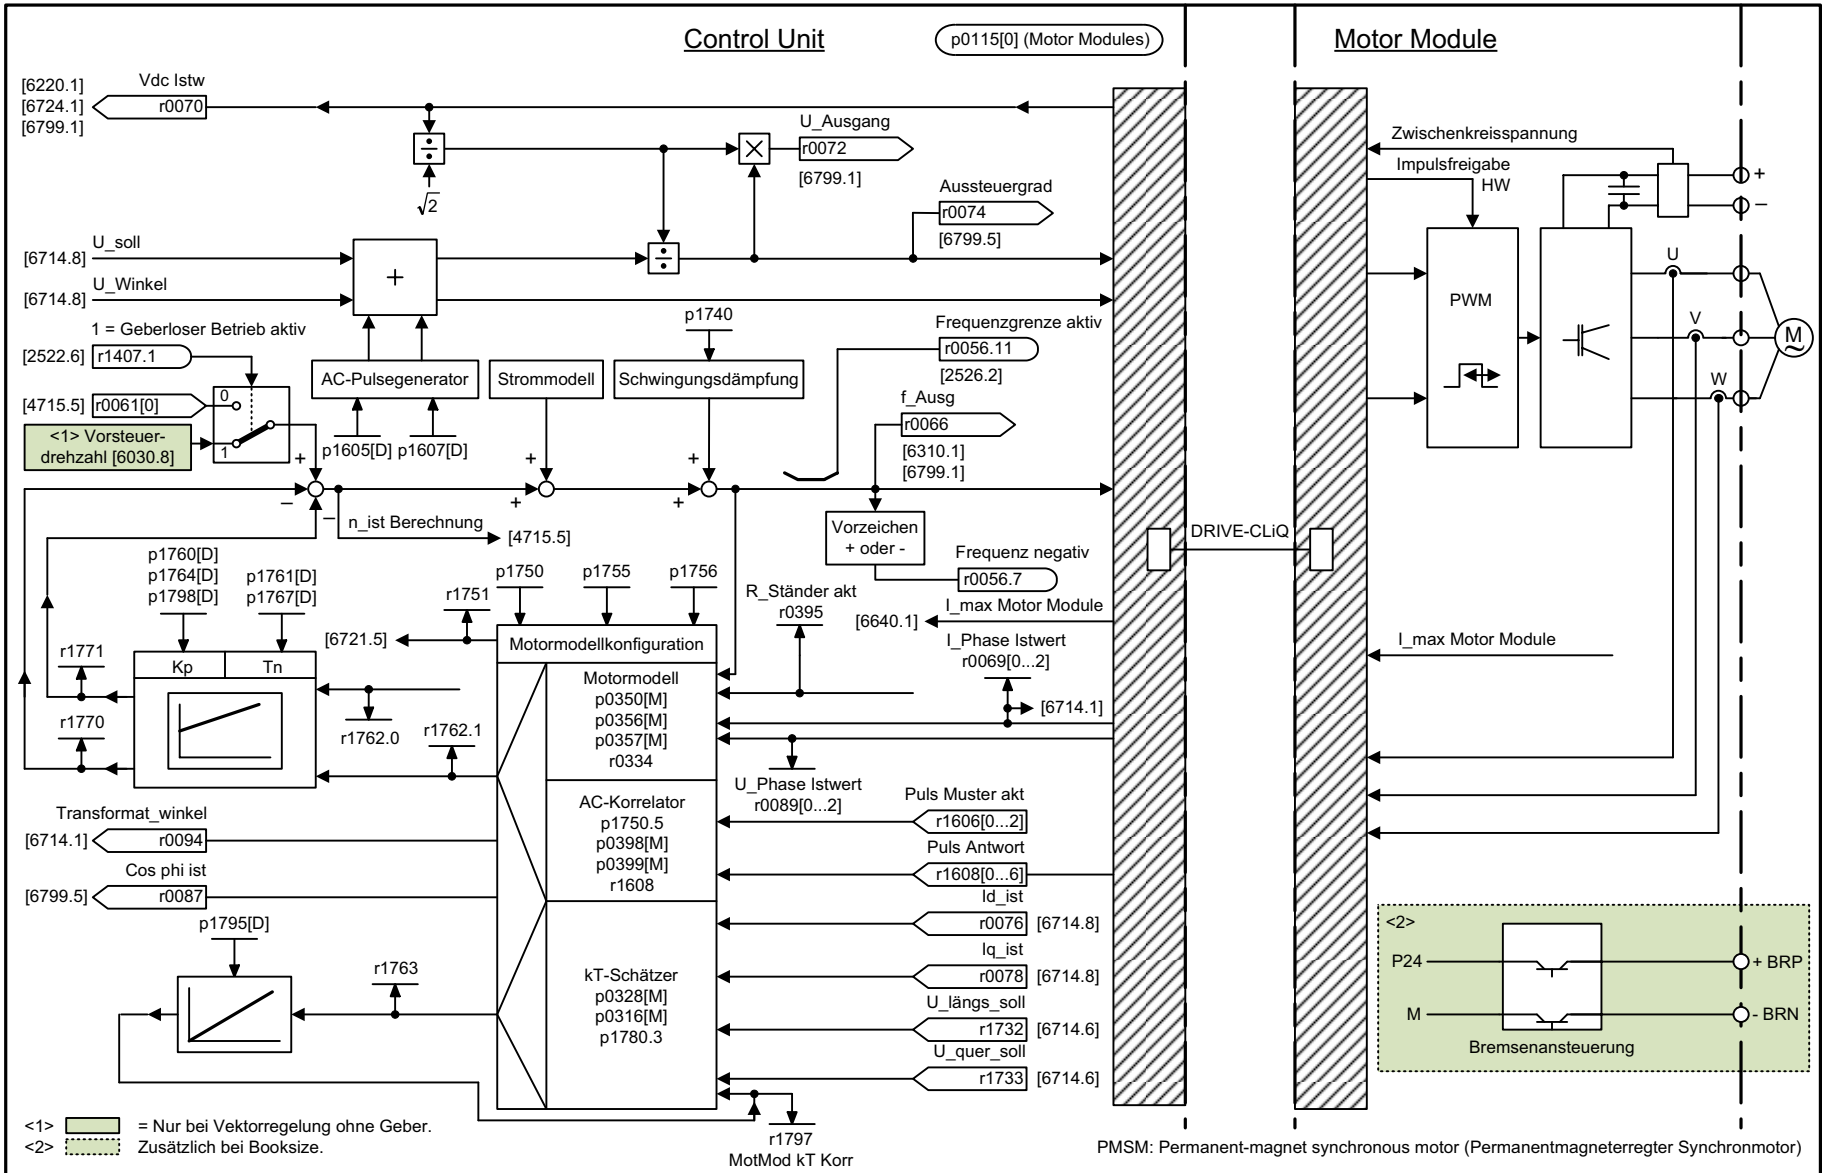 Control Unit
p0115[0] (Motor Modules)
Motor Module
[6220.1]
[6724.1]
[6799.1]
Vdc Istw
r0070
÷
√2
×
U_Ausgang
r0072
[6799.1]
Aussteuergrad
r0074
[6799.5]
÷
[6714.8]
U_soll
[6714.8]
U_Winkel
+
1 = Geberloser Betrieb aktiv
[2522.6]
r1407.1
[4715.5]
r0061[0]
0
1
<1> Vorsteuer-
drehzahl [6030.8]
AC-Pulsegenerator
p1605[D]
p1607[D]
Strommodell
p1740
Schwingungsdämpfung
Frequenzgrenze aktiv
r0056.11
[2526.2]
f_Ausg
r0066
[6310.1]
[6799.1]
+
–
–
+
+
+
+
n_ist Berechnung
[4715.5]
Vorzeichen
+ oder -
Frequenz negativ
r0056.7
p1760[D]
p1764[D]
p1798[D]
p1761[D]
p1767[D]
Kp
Tn
r1771
r1770
r1762.0
r1762.1
[6721.5]
r1751
p1750
p1755
p1756
Motormodellkonfiguration
Motormodell
p0350[M]
p0356[M]
p0357[M]
r0334
AC-Korrelator
p1750.5
p0398[M]
p0399[M]
r1608
kT-Schätzer
p0328[M]
p0316[M]
p1780.3
R_Ständer akt
r0395
[6640.1]
I_max Motor Module
I_Phase Istwert
r0069[0...2]
[6714.1]
U_Phase Istwert
r0089[0...2]
Puls Muster akt
r1606[0...2]
Puls Antwort
r1608[0...6]
Id_ist
r0076
[6714.8]
Iq_ist
r0078
[6714.8]
U_längs_soll
r1732
[6714.6]
U_quer_soll
r1733
[6714.6]
r1797
MotMod kT Korr
Transformat_winkel
[6714.1]
r0094
Cos phi ist
[6799.5]
r0087
p1795[D]
r1763
DRIVE-CLiQ
Zwischenkreisspannung
Impulsfreigabe
HW
PWM
+
–
U
V
W
M
~
I_max Motor Module
<2>
P24
M
+ BRP
- BRN
Bremsenansteuerung
<1>
= Nur bei Vektorregelung ohne Geber.
<2>
Zusätzlich bei Booksize.
PMSM: Permanent-magnet synchronous motor (Permanentmagneterregter Synchronmotor)